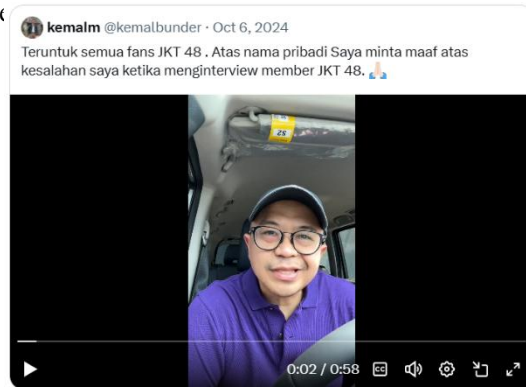 kemalm @kemalbunder · Oct 6, 2024
Teruntuk semua fans JKT 48 . Atas nama pribadi Saya minta maaf atas
kesalahan saya ketika menginterview member JKT 48. 🙏🏻
0:02 / 0:58 CC